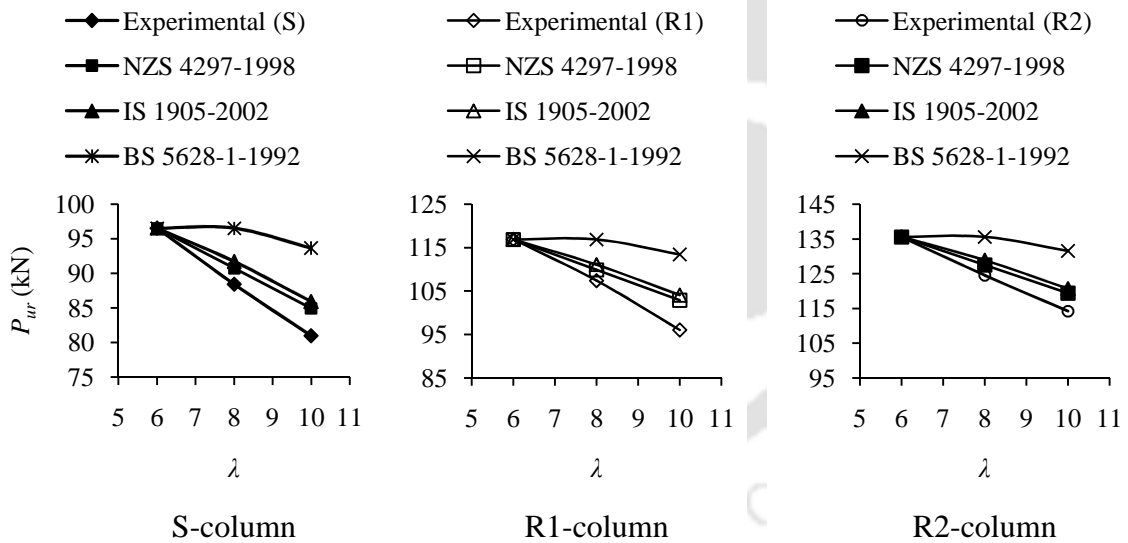 Experimental (S)
NZS 4297-1998
IS 1905-2002
BS 5628-1-1992
100
95
90
85
80
75
P_ur (kN)
5 6 7 8 9 10 11
λ
S-column
Experimental (R1)
NZS 4297-1998
IS 1905-2002
BS 5628-1-1992
125
115
105
95
85
5 6 7 8 9 10 11
λ
R1-column
Experimental (R2)
NZS 4297-1998
IS 1905-2002
BS 5628-1-1992
145
135
125
115
105
95
5 6 7 8 9 10 11
λ
R2-column